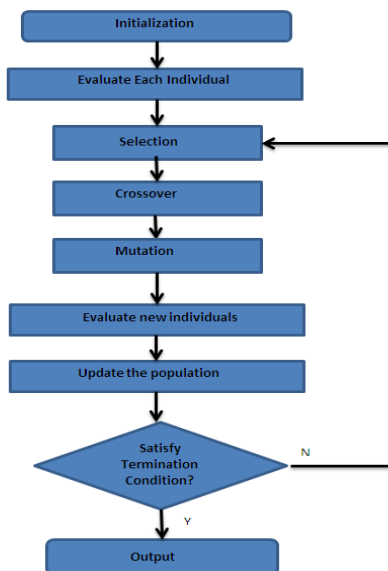 Initialization
Evaluate Each Individual
Selection
Crossover
Mutation
Evaluate new individuals
Update the population
Satisfy
Termination
Condition?
N
Y
Output